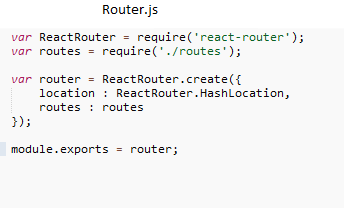 Router.js
var ReactRouter = require('react-router');
var routes = require('./routes');
var router = ReactRouter.create({
    location : ReactRouter.HashLocation,
    routes : routes
});
module.exports = router;